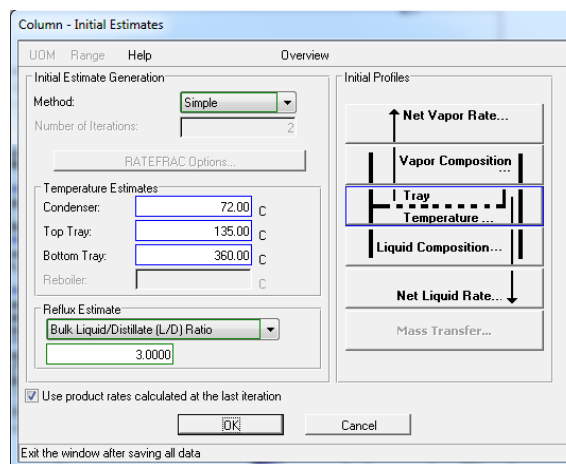 Column - Initial Estimates
UOM Range Help Overview
Initial Estimate Generation
Method: Simple
Number of Iterations: 2
RATEFRAC Options...
Temperature Estimates
Condenser: 72.00 C
Top Tray: 135.00 C
Bottom Tray: 360.00 C
Reboiler: C
Reflux Estimate
Bulk Liquid/Distillate (L/D) Ratio
3.0000
Initial Profiles
Net Vapor Rate...
Vapor Composition
...
Tray
Temperature ...
Liquid Composition...
Net Liquid Rate...
Mass Transfer...
Use product rates calculated at the last iteration
OK Cancel
Exit the window after saving all data